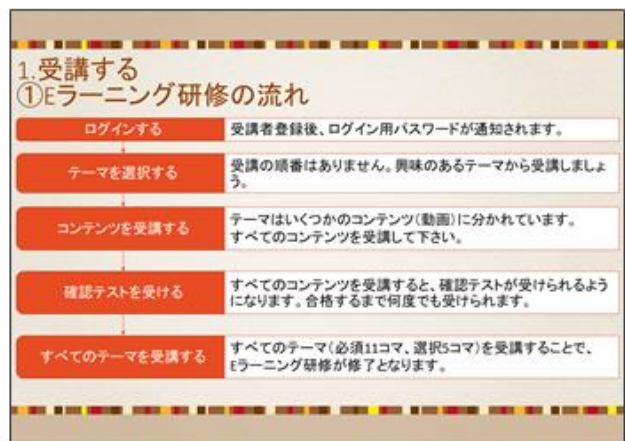 1.受講する
①Eラーニング研修の流れ
ログインする
受講者登録後、ログイン用パスワードが通知されます。
テーマを選択する
受講の順番はありません。興味のあるテーマから受講しましょ
う。
コンテンツを受講する
テーマはいくつかのコンテンツ(動画)に分かれています。
すべてのコンテンツを受講して下さい。
確認テストを受ける
すべてのコンテンツを受講すると、確認テストが受けられるよう
になります。合格するまで何度でも受けられます。
すべてのテーマを受講する
すべてのテーマ(必須11コマ、選択5コマ)を受講することで、
Eラーニング研修が修了となります。